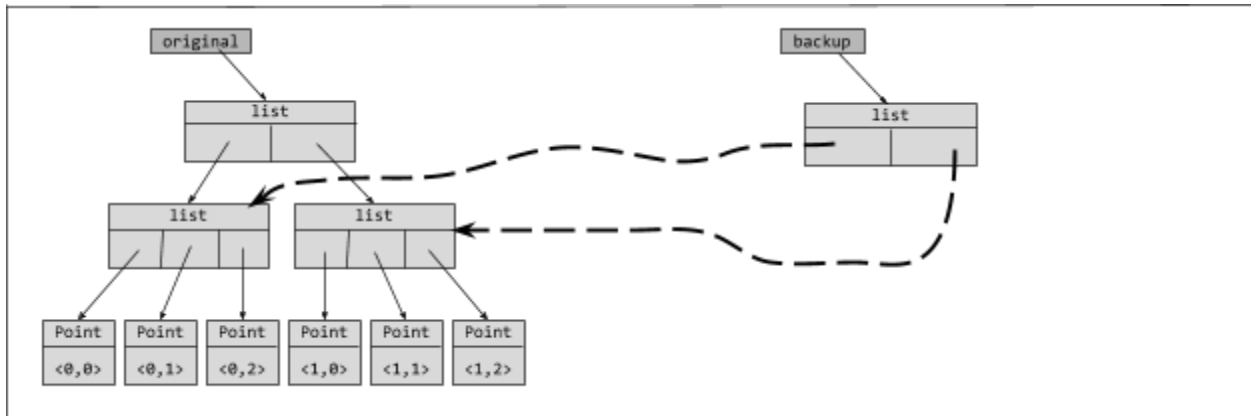 original
backup
list
list
list
list
Point
Point
Point
Point
Point
Point
<0,0>
<0,1>
<0,2>
<1,0>
<1,1>
<1,2>